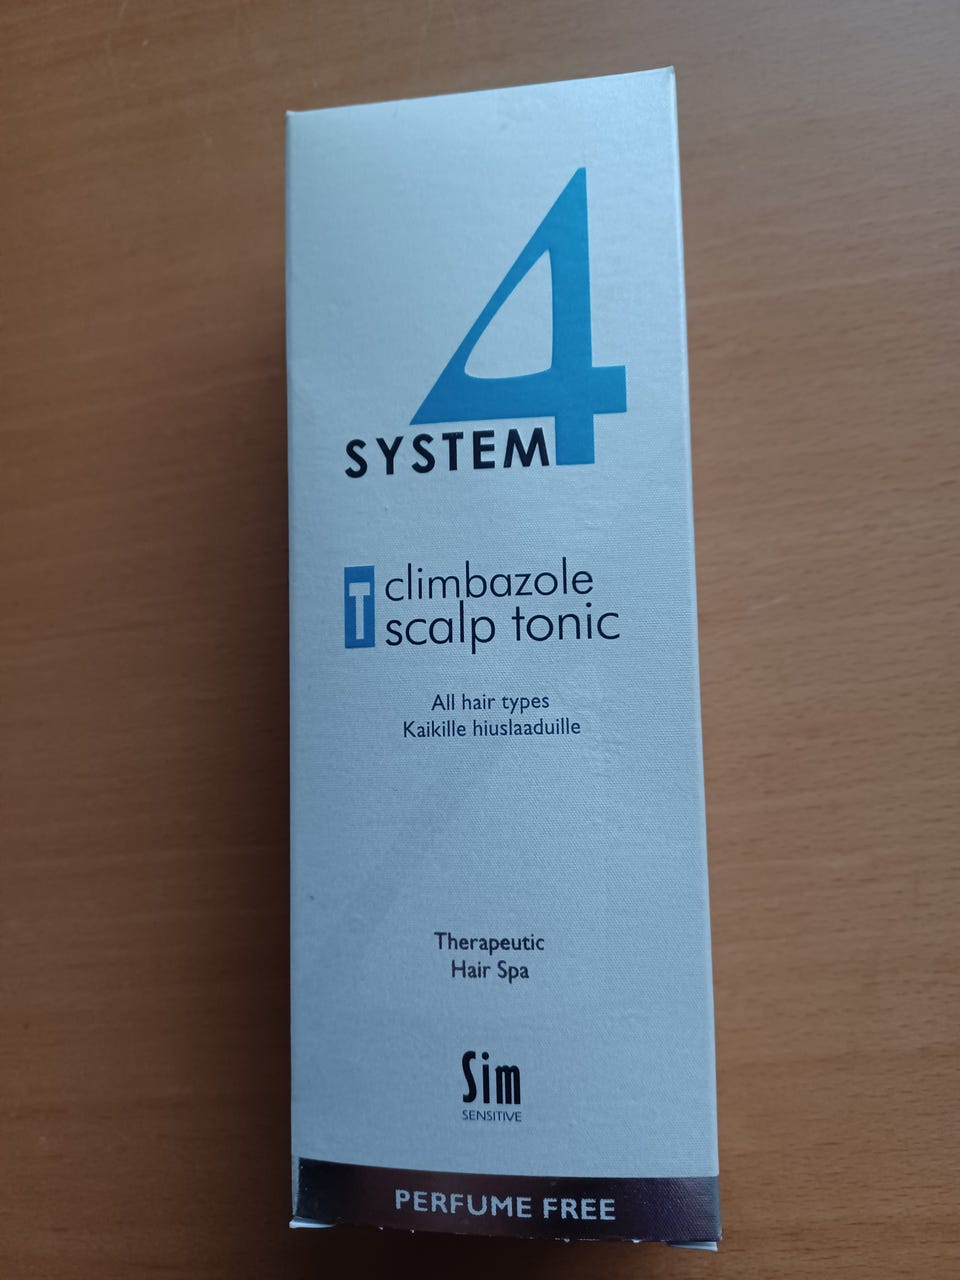 4
SYSTEM
T climbazole
scalp tonic
All hair types
Kaikille hiuslaaduille
Therapeutic
Hair Spa
Sim
SENSITIVE
PERFUME FREE